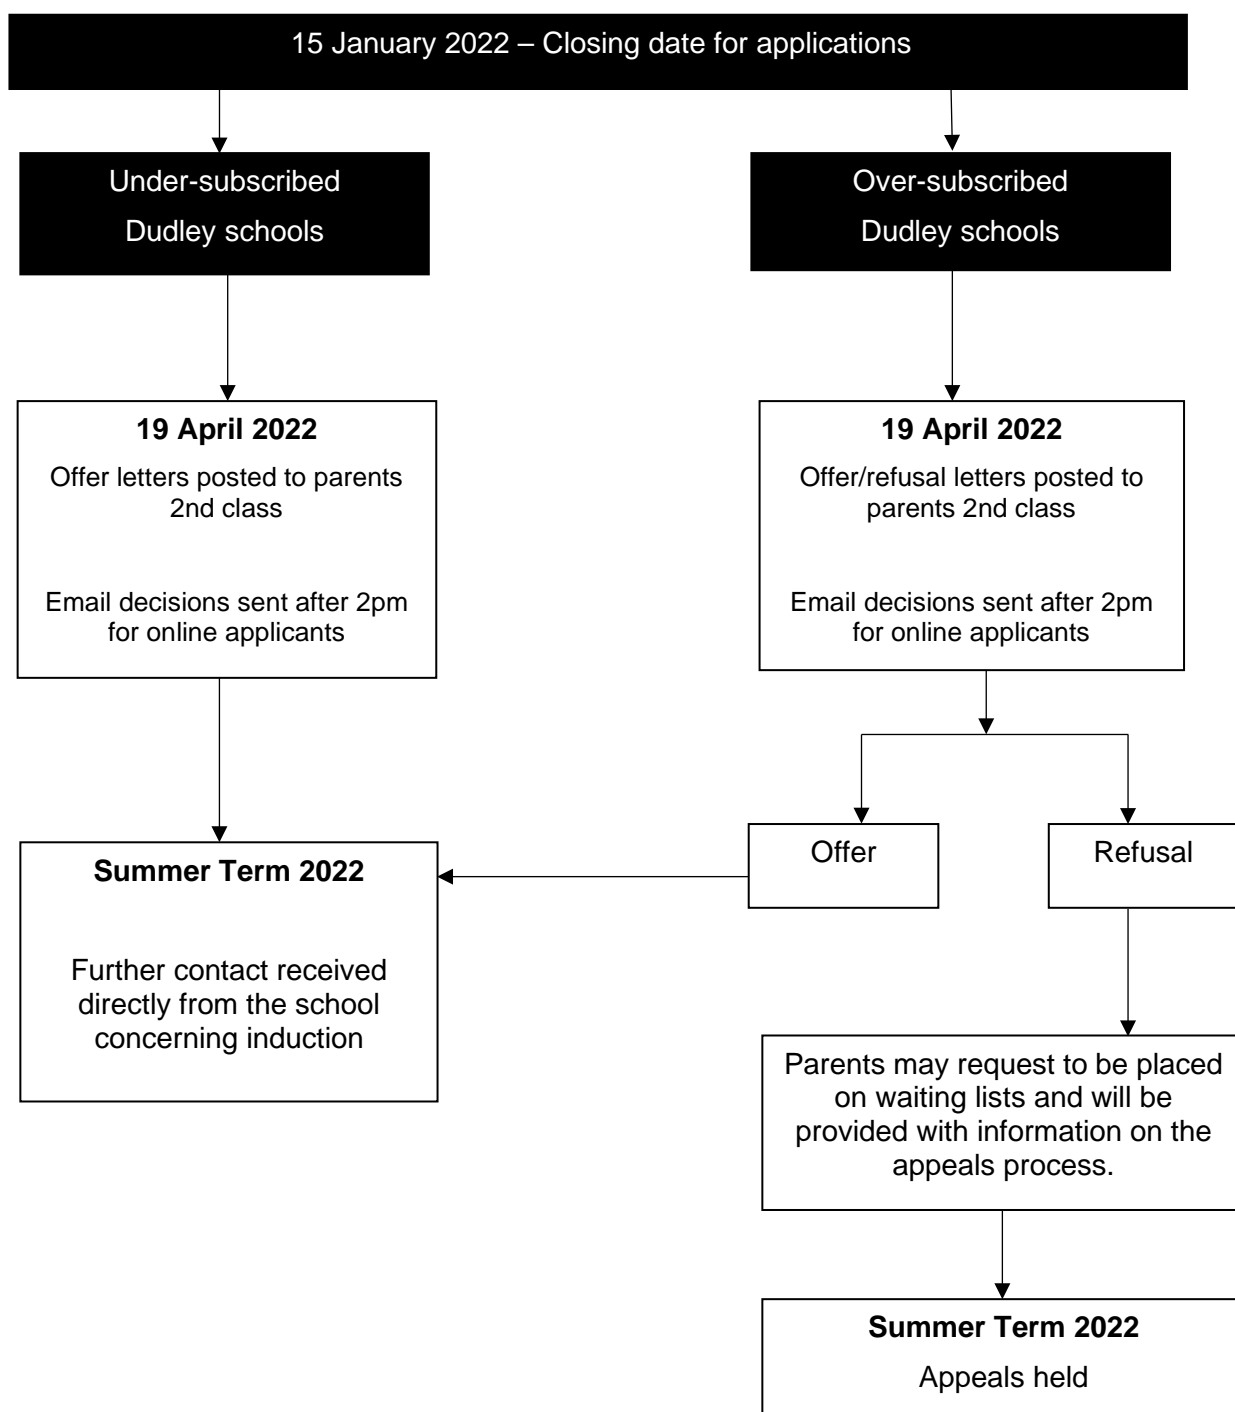 15 January 2022 – Closing date for applications
Under-subscribed
Dudley schools
Over-subscribed
Dudley schools
19 April 2022
Offer letters posted to parents
2nd class
Email decisions sent after 2pm
for online applicants
19 April 2022
Offer/refusal letters posted to
parents 2nd class
Email decisions sent after 2pm
for online applicants
Offer
Refusal
Summer Term 2022
Further contact received
directly from the school
concerning induction
Parents may request to be placed
on waiting lists and will be
provided with information on the
appeals process.
Summer Term 2022
Appeals held